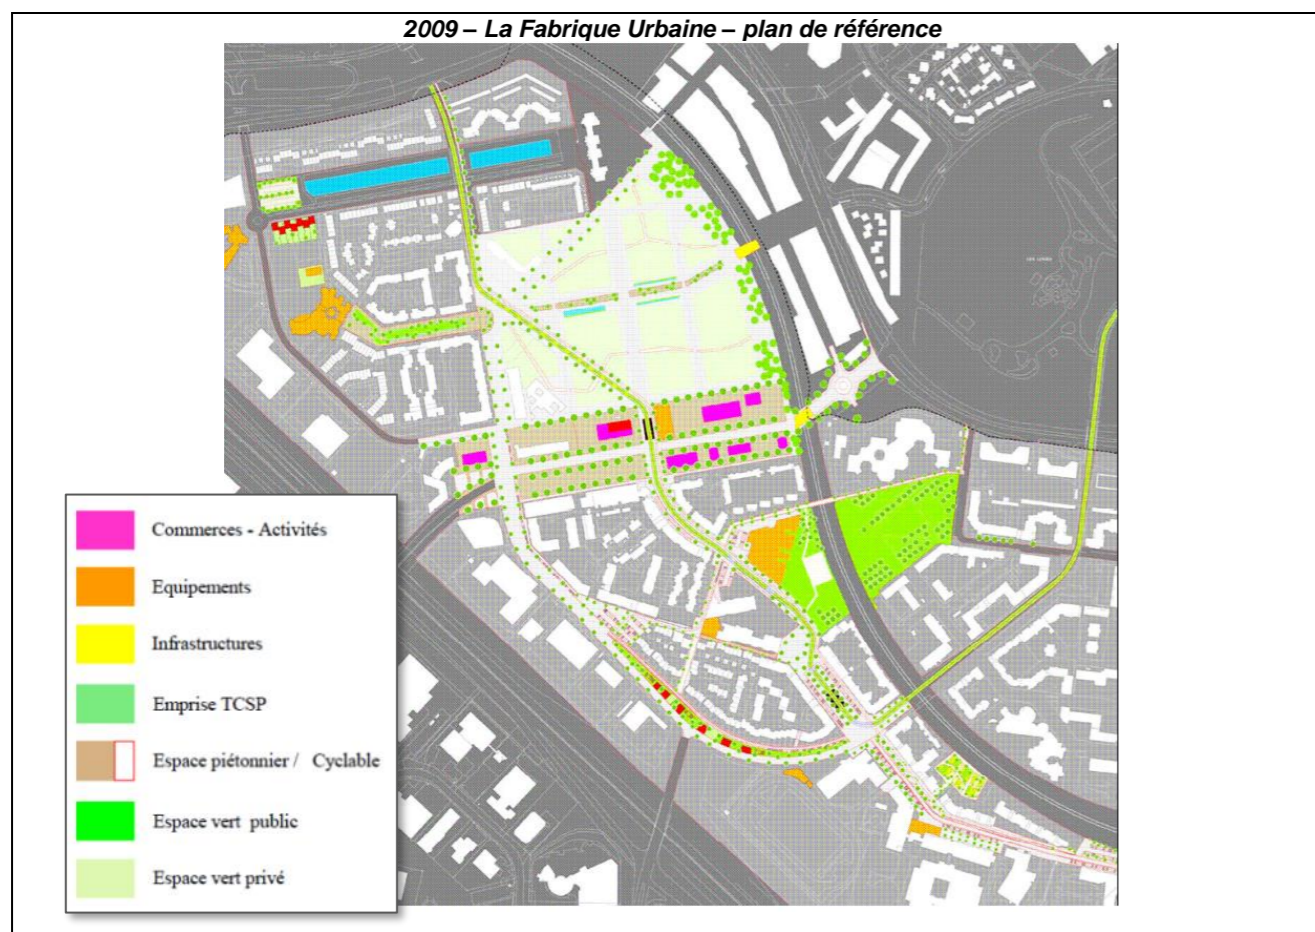 2009 – La Fabrique Urbaine – plan de référence
Commerces - Activités
Equipements
Infrastructures
Emprise TCSP
Espace piétonnier / Cyclable
Espace vert public
Espace vert privé